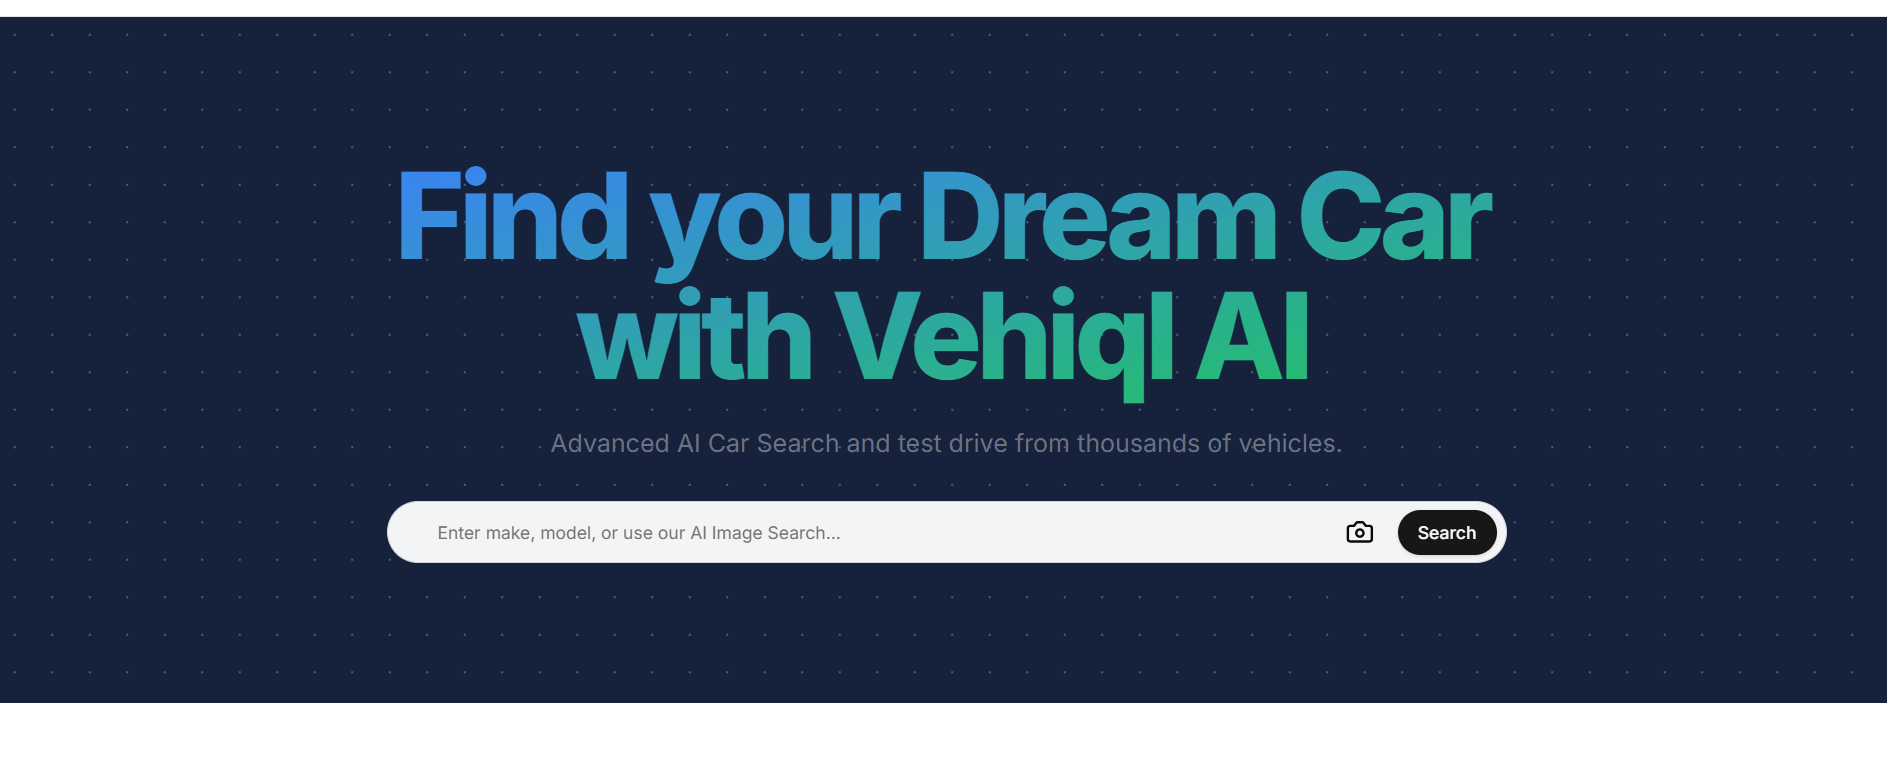 Find your Dream Car
with Vehiql AI
Advanced AI Car Search and test drive from thousands of vehicles.
Enter make, model, or use our AI Image Search...
Search